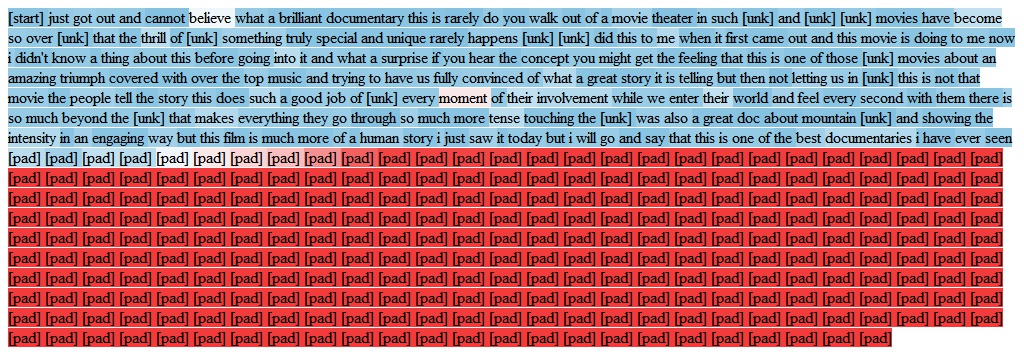 [start] just got out and cannot believe what a brilliant documentary this is rarely do you walk out of a movie theater in such [unk] and [unk] [unk] movies have become
so over [unk] that the thrill of [unk] something truly special and unique rarely happens [unk] [unk] did this to me when it first came out and this movie is doing to me now
i didn't know a thing about this before going into it and what a surprise if you hear the concept you might get the feeling that this is one of those [unk] movies about an
amazing triumph covered with over the top music and trying to have us fully convinced of what a great story it is telling but then not letting us in [unk] this is not that
movie the people tell the story this does such a good job of [unk] every moment of their involvement while we enter their world and feel every second with them there is
so much beyond the [unk] that makes everything they go through so much more tense touching the [unk] was also a great doc about mountain [unk] and showing the
intensity in an engaging way but this film is much more of a human story i just saw it today but i will go and say that this is one of the best documentaries i have ever seen
[pad] [pad] [pad] [pad] [pad] [pad] [pad] [pad] [pad] [pad] [pad] [pad] [pad] [pad] [pad] [pad] [pad] [pad] [pad] [pad] [pad] [pad] [pad] [pad] [pad] [pad] [pad]
[pad] [pad] [pad] [pad] [pad] [pad] [pad] [pad] [pad] [pad] [pad] [pad] [pad] [pad] [pad] [pad] [pad] [pad] [pad] [pad] [pad] [pad] [pad] [pad] [pad] [pad] [pad]
[pad] [pad] [pad] [pad] [pad] [pad] [pad] [pad] [pad] [pad] [pad] [pad] [pad] [pad] [pad] [pad] [pad] [pad] [pad] [pad] [pad] [pad] [pad] [pad] [pad] [pad] [pad]
[pad] [pad] [pad] [pad] [pad] [pad] [pad] [pad] [pad] [pad] [pad] [pad] [pad] [pad] [pad] [pad] [pad] [pad] [pad] [pad] [pad] [pad] [pad] [pad] [pad] [pad] [pad]
[pad] [pad] [pad] [pad] [pad] [pad] [pad] [pad] [pad] [pad] [pad] [pad] [pad] [pad] [pad] [pad] [pad] [pad] [pad] [pad] [pad] [pad] [pad] [pad] [pad] [pad] [pad]
[pad] [pad] [pad] [pad] [pad] [pad] [pad] [pad] [pad] [pad] [pad] [pad] [pad] [pad] [pad] [pad] [pad] [pad] [pad] [pad] [pad] [pad] [pad] [pad] [pad] [pad] [pad]
[pad] [pad] [pad] [pad] [pad] [pad] [pad] [pad] [pad] [pad] [pad] [pad] [pad] [pad] [pad] [pad] [pad] [pad] [pad] [pad] [pad] [pad] [pad] [pad] [pad] [pad] [pad]
[pad] [pad] [pad] [pad] [pad] [pad] [pad] [pad] [pad] [pad] [pad] [pad] [pad] [pad] [pad] [pad] [pad] [pad] [pad] [pad] [pad] [pad] [pad] [pad] [pad] [pad] [pad]
[pad] [pad] [pad] [pad] [pad] [pad] [pad] [pad] [pad] [pad] [pad] [pad] [pad] [pad] [pad] [pad] [pad] [pad] [pad] [pad] [pad] [pad] [pad] [pad] [pad] [pad] [pad]
[pad] [pad] [pad] [pad] [pad] [pad] [pad] [pad] [pad] [pad] [pad] [pad] [pad] [pad] [pad] [pad] [pad] [pad] [pad] [pad] [pad] [pad] [pad] [pad]